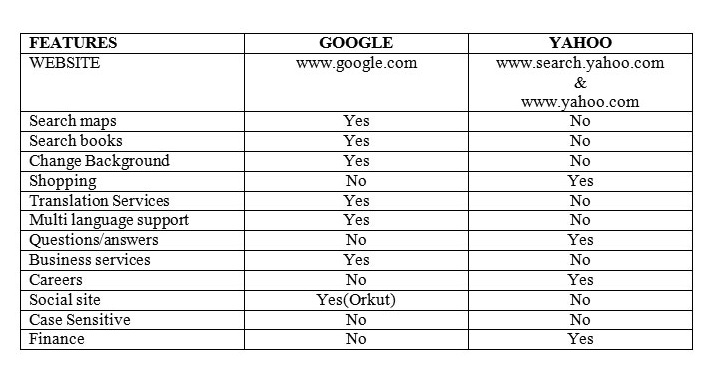 FEATURES GOOGLE YAHOO
WEBSITE www.google.com www.search.yahoo.com
&
www.yahoo.com
Search maps Yes No
Search books Yes No
Change Background Yes No
Shopping No Yes
Translation Services Yes No
Multi language support Yes No
Questions/answers No Yes
Business services Yes No
Careers No Yes
Social site Yes(Orkut) No
Case Sensitive No No
Finance No Yes